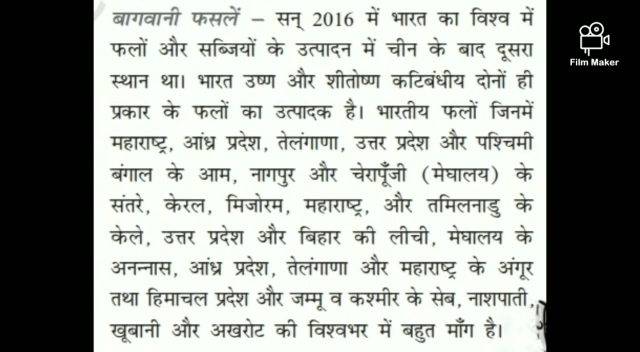 बागवानी फसलें – सन् 2016 में भारत का विश्व में
फलों और सब्जियों के उत्पादन में चीन के बाद दूसरा
स्थान था। भारत उष्ण और शीतोष्ण कटिबंधीय दोनों ही
प्रकार के फलों का उत्पादक है। भारतीय फलों जिनमें
महाराष्ट्र, आंध्र प्रदेश, तेलंगाणा, उत्तर प्रदेश और पश्चिमी
बंगाल के आम, नागपुर और चेरापूँजी (मेघालय) के
संतरे, केरल, मिजोरम, महाराष्ट्र, और तमिलनाडु के
केले, उत्तर प्रदेश और बिहार की लीची, मेघालय के
अनन्नास, आंध्र प्रदेश, तेलंगाणा और महाराष्ट्र के अंगूर
तथा हिमाचल प्रदेश और जम्मू व कश्मीर के सेब, नाशपाती,
खूबानी और अखरोट की विश्वभर में बहुत माँग है।
Film Maker